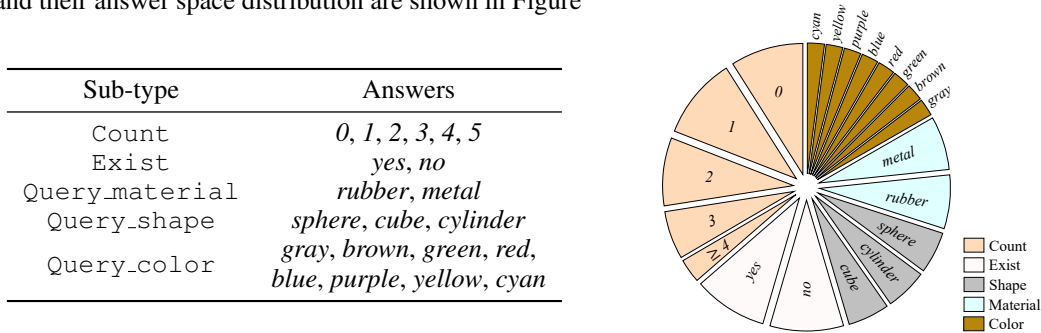 and their answer space distribution are shown in Figure
Sub-type Answers
Count 0, 1, 2, 3, 4, 5
Exist yes, no
Query_material rubber, metal
Query_shape sphere, cube, cylinder
Query_color gray, brown, green, red,
blue, purple, yellow, cyan
cyan
yellow
purple
blue
red
green
brown
gray
metal
rubber
sphere
cylinder
cube
no
yes
≥ 4
3
2
1
0
Count
Exist
Shape
Material
Color